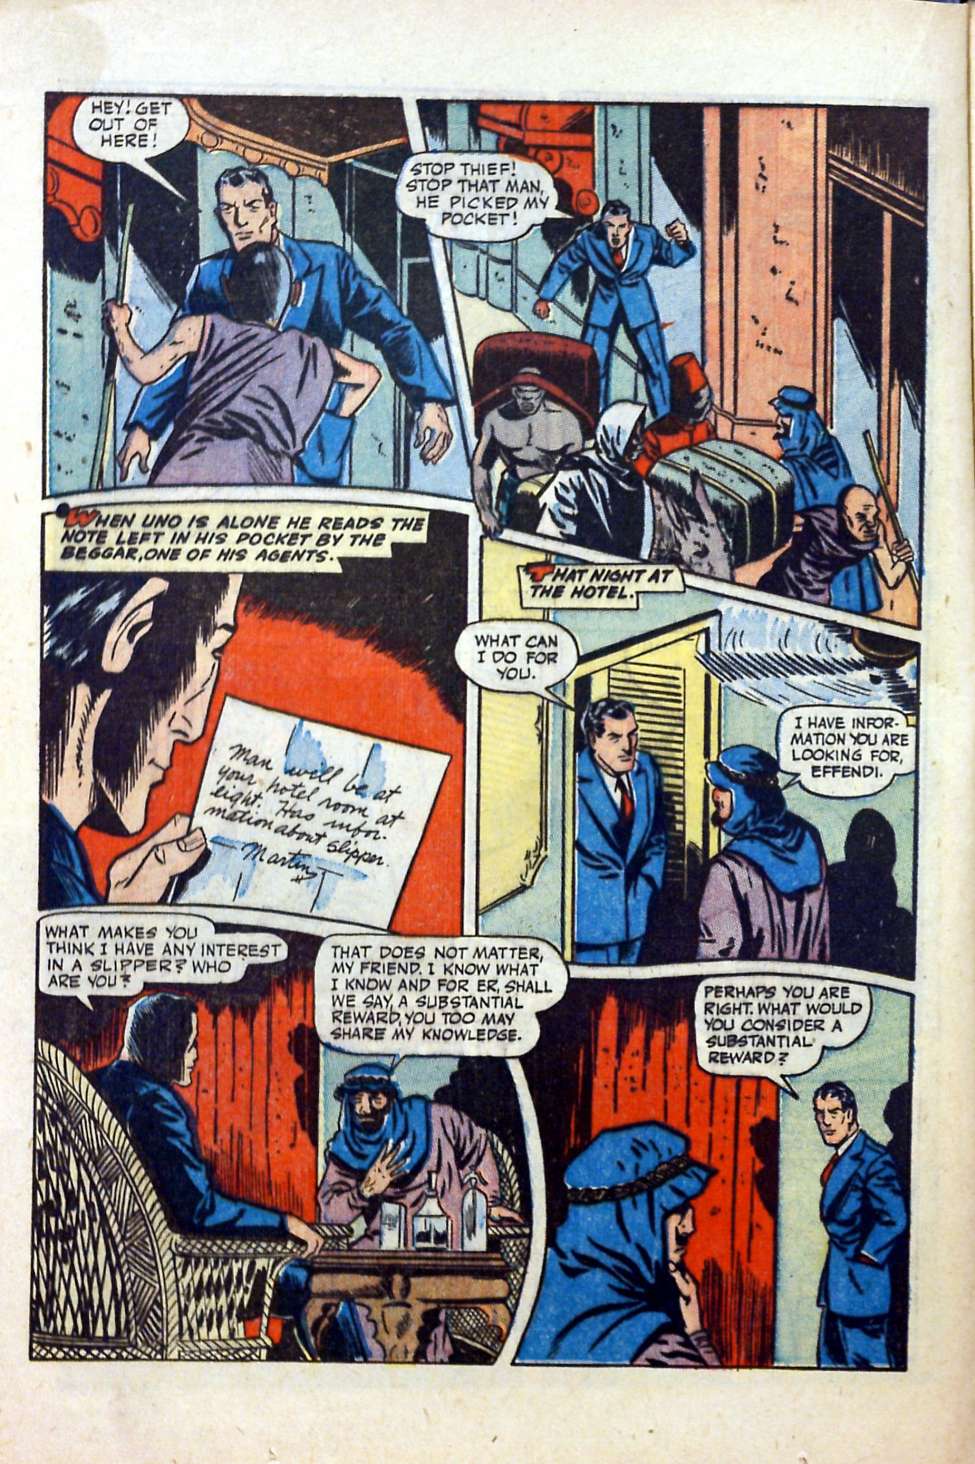 HEY! GET
OUT OF
HERE!
STOP THIEF!
STOP THAT MAN,
HE PICKED MY
POCKET!
WHEN UNO IS ALONE HE READS THE
NOTE LEFT IN HIS POCKET BY THE
BEGGAR, ONE OF HIS AGENTS.
Man will be at
your hotel room at
eight. Has infor-
mation about slipper.
Martin
THAT NIGHT AT
THE HOTEL.
WHAT CAN
I DO FOR
YOU.
I HAVE INFOR-
MATION YOU ARE
LOOKING FOR,
EFFENDI.
WHAT MAKES YOU
THINK I HAVE ANY INTEREST
IN A SLIPPER? WHO
ARE YOU?
THAT DOES NOT MATTER,
MY FRIEND. I KNOW WHAT
I KNOW AND FOR ER, SHALL
WE SAY, A SUBSTANTIAL
REWARD, YOU TOO MAY
SHARE MY KNOWLEDGE.
PERHAPS YOU ARE
RIGHT. WHAT WOULD
YOU CONSIDER A
SUBSTANTIAL
REWARD?